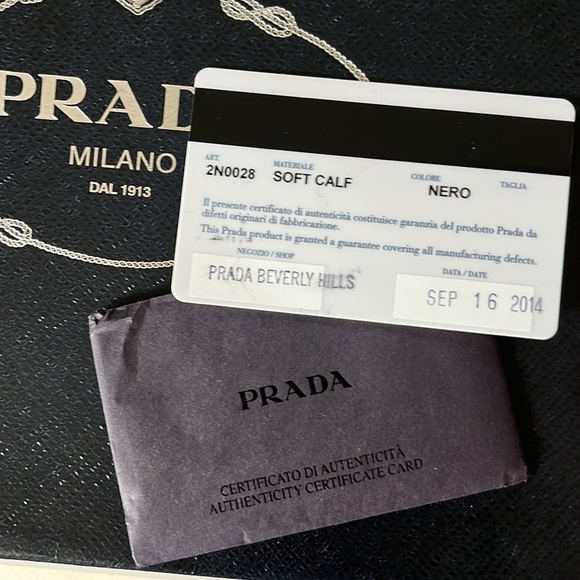 PRAD
MILANO
DAL 1913
ART. MATERIALE COLORE TAGLIA
2N0028 SOFT CALF NERO
Il presente certificato di autenticità costituisce garanzia del prodotto Prada da
difetti originari di fabbricazione.
This Prada product is granted a guarantee covering all manufacturing defects.
NEGOZIO / SHOP DATA / DATE
PRADA BEVERLY HILLS SEP 16 2014
PRADA
CERTIFICATO DI AUTENTICITÀ
AUTHENTICITY CERTIFICATE CARD